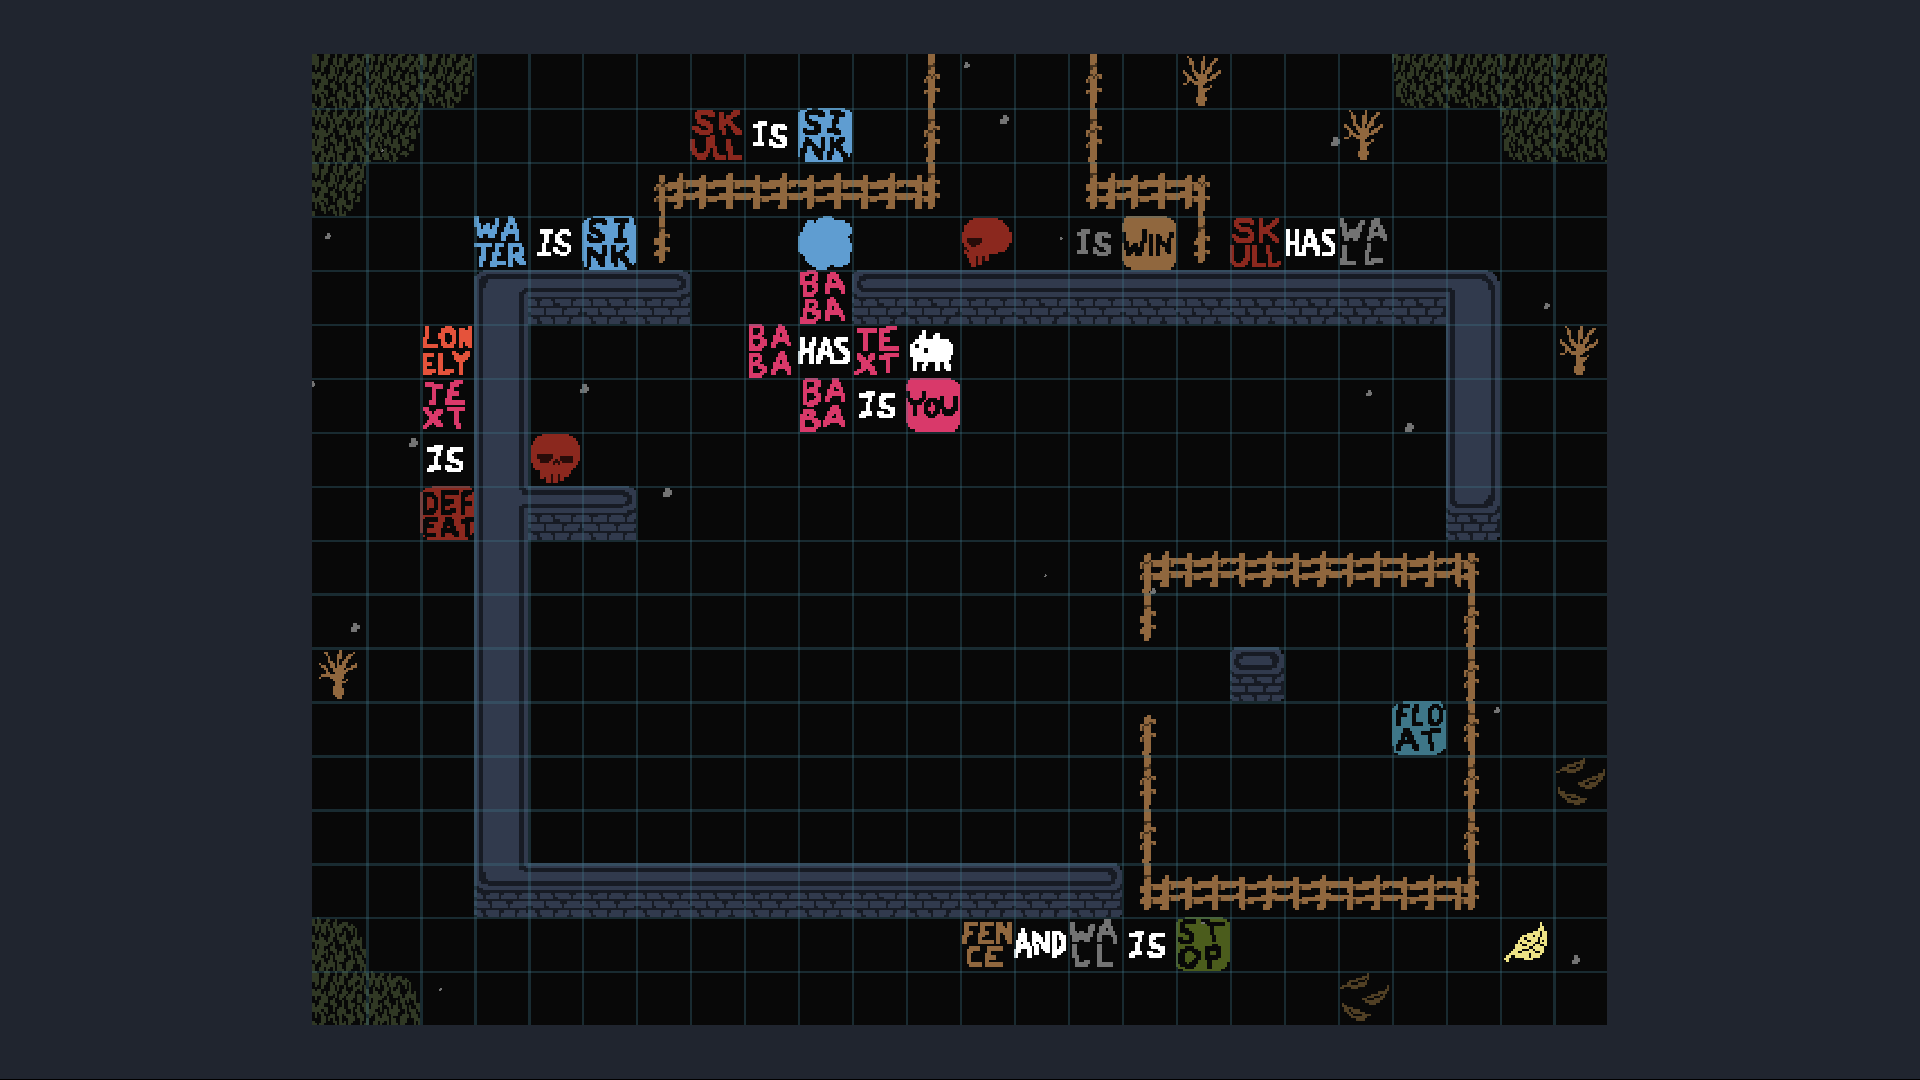 SKULL IS SINK
WATER IS SINK
IS WIN
SKULL HAS WALL
BABA
LONELY
BABA HAS TEXT
TEXT
BABA IS YOU
IS
DEFEAT
FLOAT
FENCE AND WALL IS STOP